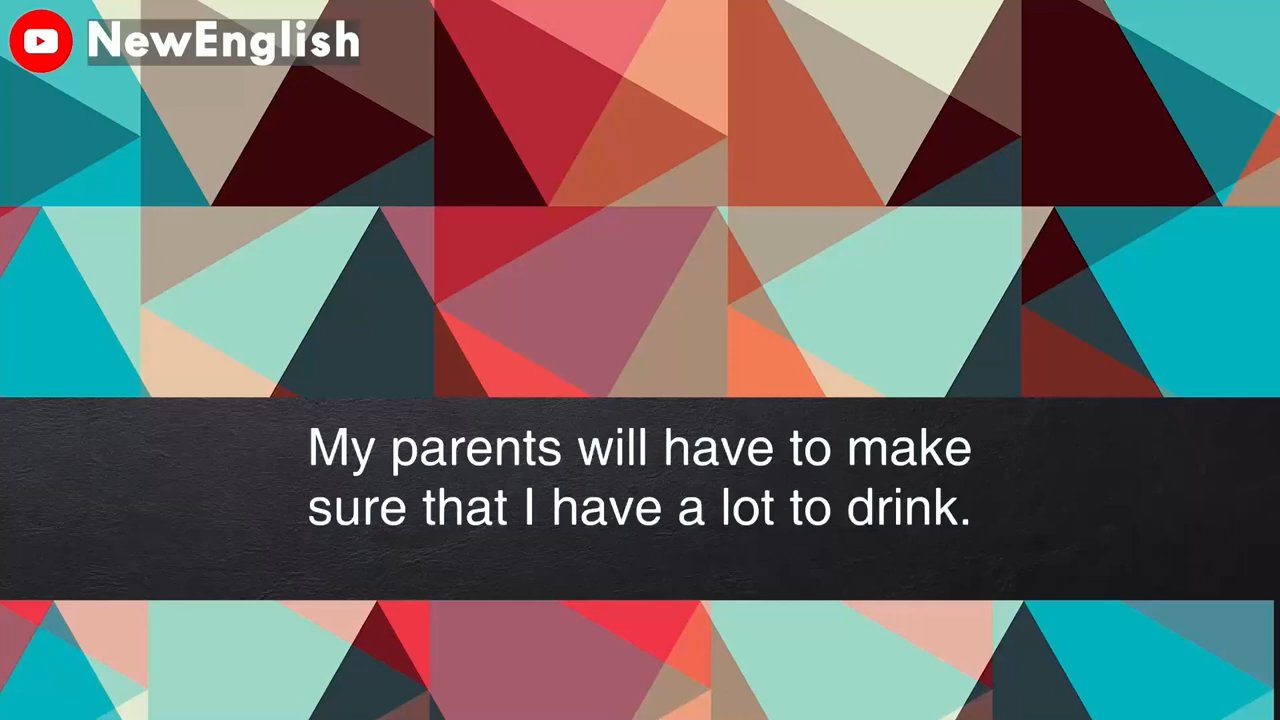 NewEnglish
My parents will have to make
sure that I have a lot to drink.